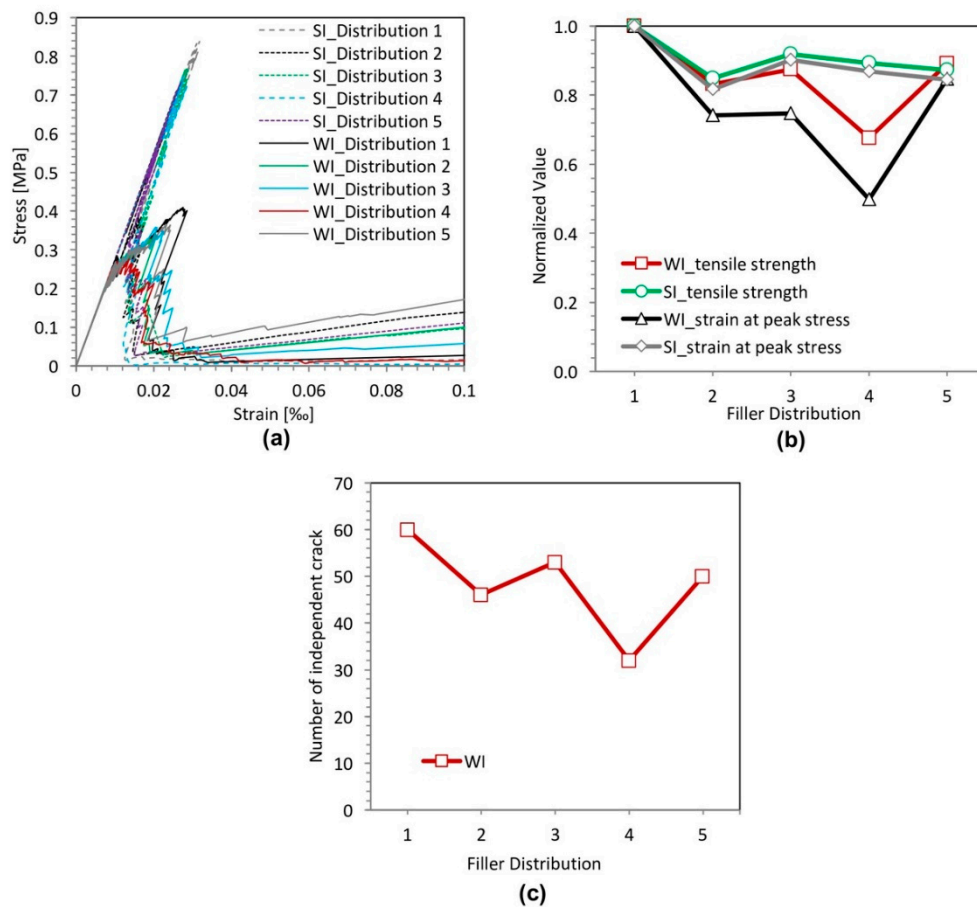 0.9
0.8
0.7
0.6
0.5
0.4
0.3
0.2
0.1
0
Stress [MPa]
SI_Distribution 1
SI_Distribution 2
SI_Distribution 3
SI_Distribution 4
SI_Distribution 5
WI_Distribution 1
WI_Distribution 2
WI_Distribution 3
WI_Distribution 4
WI_Distribution 5
0 0.02 0.04 0.06 0.08 0.1
Strain [‰]
(a)
1.0
0.8
0.6
0.4
0.2
0.0
Normalized Value
WI_tensile strength
SI_tensile strength
WI_strain at peak stress
SI_strain at peak stress
1 2 3 4 5
Filler Distribution
(b)
70
60
50
40
30
20
10
0
Number of independent crack
WI
1 2 3 4 5
Filler Distribution
(c)